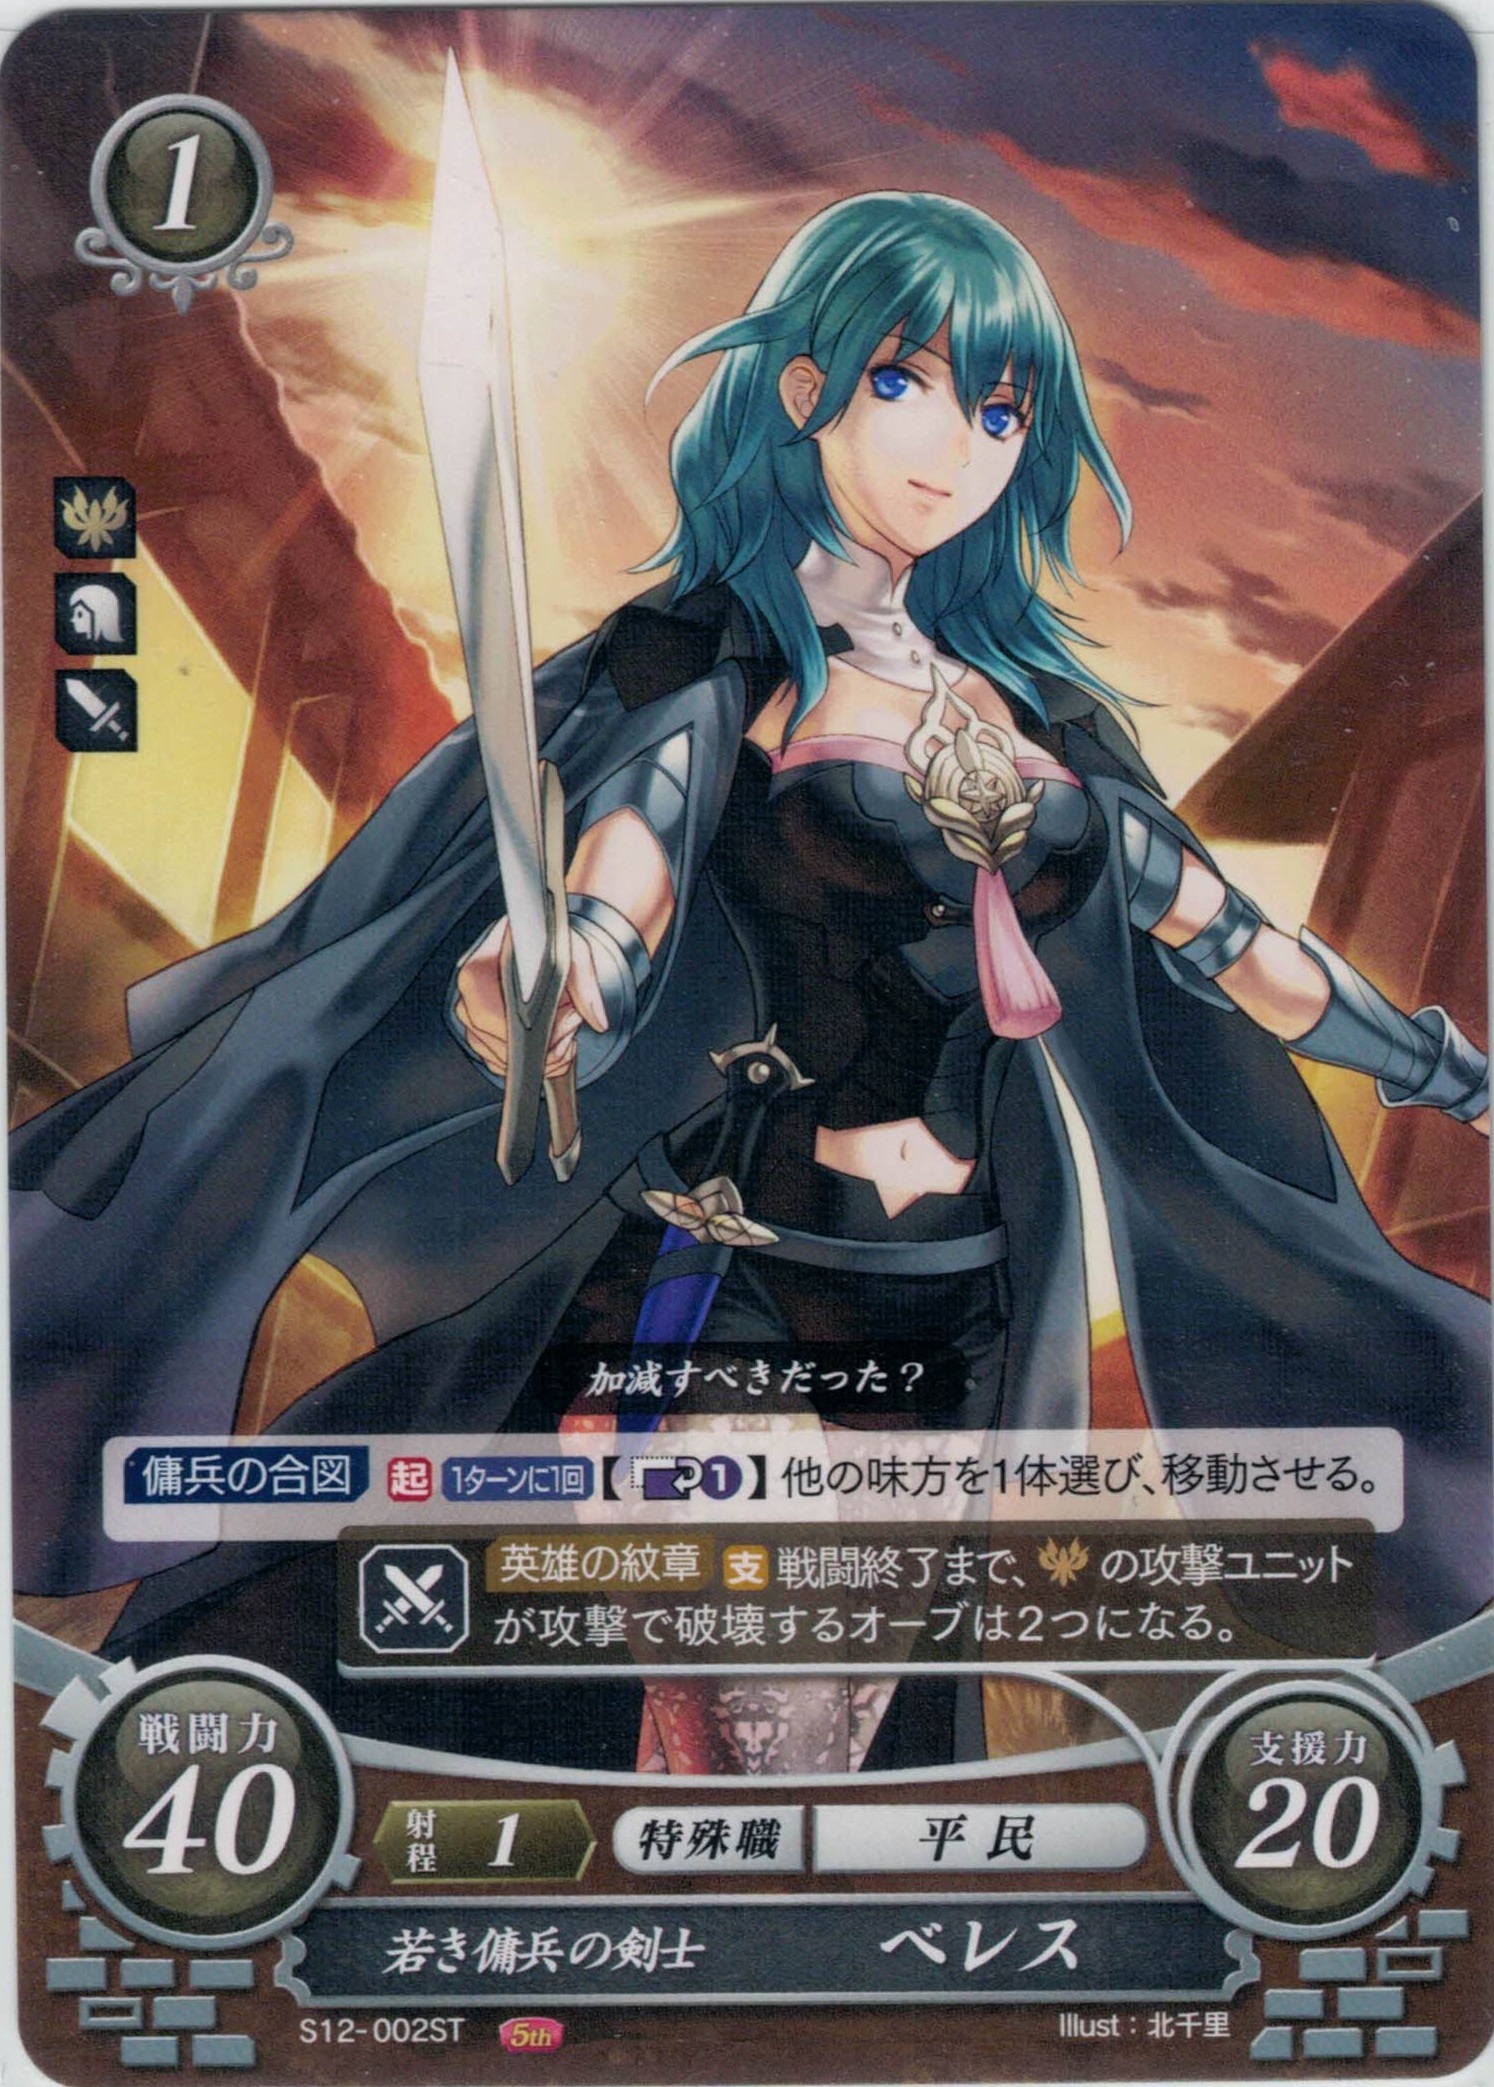 1
加減すべきだった？
傭兵の合図 起 1ターンに1回【 1】他の味方を1体選び、移動させる。
英雄の紋章 支 戦闘終了まで、 の攻撃ユニット
が攻撃で破壊するオーブは2つになる。
戦闘力
40
射程 1
特殊職
平民
支援力
20
若き傭兵の剣士 ベレス
S12-002ST 5th
Illust：北千里